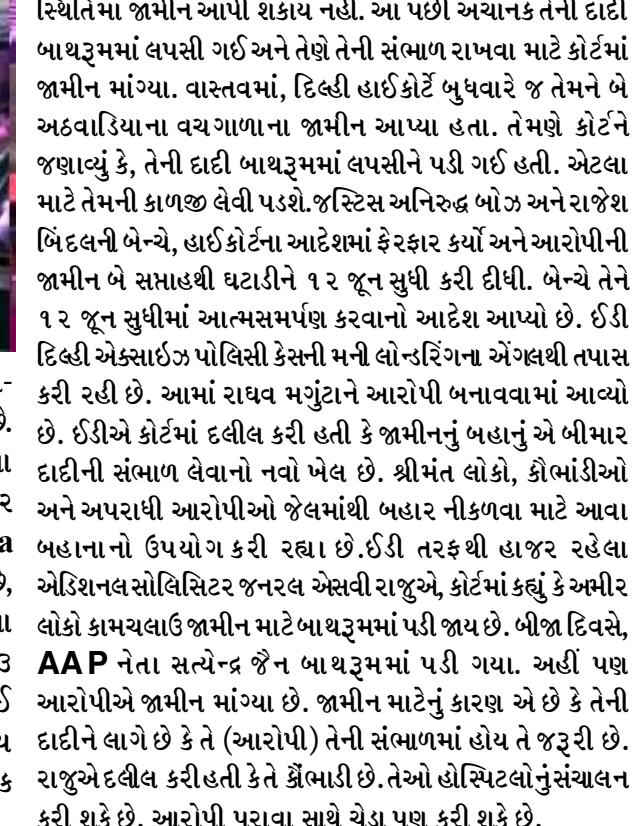 સ્થિતિમાં જામીન આપી શકાય નહી. આ પછી અચાનક તેની દાદી
બાથરૂમમાં લપસી ગઈ અને તેણે તેની સંભાળ રાખવા માટે કોર્ટમાં
જામીન માંગ્યા. વાસ્તવમાં, દિલ્હી હાઈકોર્ટે બુધવારે જ તેમને બે
અઠવાડિયાના વચગાળાના જામીન આપ્યા હતા. તેમણે કોર્ટને
જણાવ્યું કે, તેની દાદી બાથરૂમમાં લપસીને પડી ગઈ હતી. એટલા
માટે તેમની કાળજી લેવી પડશે.જસ્ટિસ અનિરુદ્ધ બોઝ અને રાજેશ
બિંદલની બેન્ચે, હાઈકોર્ટના આદેશમાં ફેરફાર કર્યો અને આરોપીની
જામીન બે સપ્તાહથી ઘટાડીને ૧૨ જૂન સુધી કરી દીધી. બેન્ચે તેને
૧૨ જૂન સુધીમાં આત્મસમર્પણ કરવાનો આદેશ આપ્યો છે. ઈડી
દિલ્હી એક્સાઇઝ પોલિસી કેસની મની લોન્ડરિંગના એંગલથી તપાસ
કરી રહી છે. આમાં રાઘવ મગુંટાને આરોપી બનાવવામાં આવ્યો
છે. ઈડીએ કોર્ટમાં દલીલ કરી હતી કે જામીનનું બહાનું એ બીમાર
દાદીની સંભાળ લેવાનો નવો ખેલ છે. શ્રીમંત લોકો, કૌભાંડીઓ
અને અપરાધી આરોપીઓ જેલમાંથી બહાર નીકળવા માટે આવા
બહાનાનો ઉપયોગ કરી રહ્યા છે.ઈડી તરફથી હાજર રહેલા
એડિશનલ સોલિસિટર જનરલ એસવી રાજુએ, કોર્ટમાં કહ્યું કે અમીર
લોકો કામચલાઉ જામીન માટે બાથરૂમમાં પડી જાય છે. બીજા દિવસે,
AAP નેતા સત્યેન્દ્ર જૈન બાથરૂમમાં પડી ગયા. અહીં પણ
આરોપીએ જામીન માંગ્યા છે. જામીન માટેનું કારણ એ છે કે તેની
દાદીને લાગે છે કે તે (આરોપી) તેની સંભાળમાં હોય તે જરૂરી છે.
રાજુએ દલીલ કરી હતી કે તે કૌંભાડી છે. તેઓ હોસ્પિટલોનું સંચાલન
કરી શકે છે. આરોપી પુરાવા સાથે ચેડા પણ કરી શકે છે.